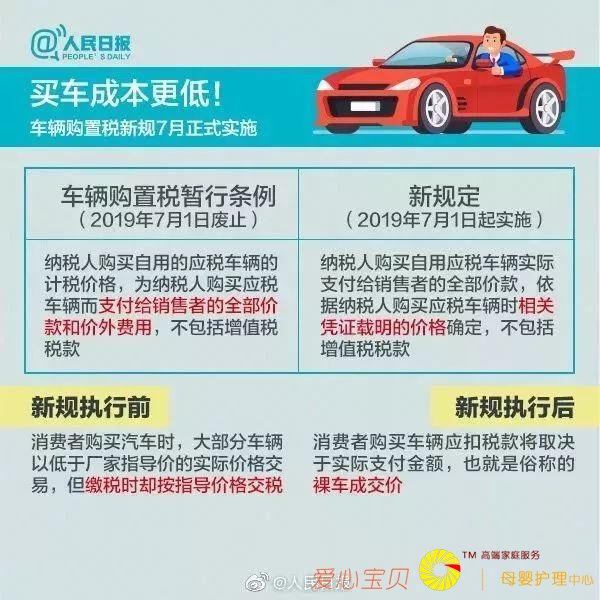 @人民日报
PEOPLE'S DAILY
买车成本更低！
车辆购置税新规7月正式实施
车辆购置税暂行条例
（2019年7月1日废止）
纳税人购买自用的应税车辆的
计税价格，为纳税人购买应税
车辆而支付给销售者的全部价
款和价外费用，不包括增值税
税款
新规定
（2019年7月1日起实施）
纳税人购买自用应税车辆实际
支付给销售者的全部价款，依
据纳税人购买应税车辆时相关
凭证载明的价格确定，不包括
增值税税款
新规执行前
消费者购买汽车时，大部分车辆
以低于厂家指导价的实际价格交
易，但缴税时却按指导价格交税
新规执行后
消费者购买车辆应扣税款将取决
于实际支付金额，也就是俗称的
裸车成交价
@人民日报
爱心宝贝
TM 高端家庭服务
母婴护理中心